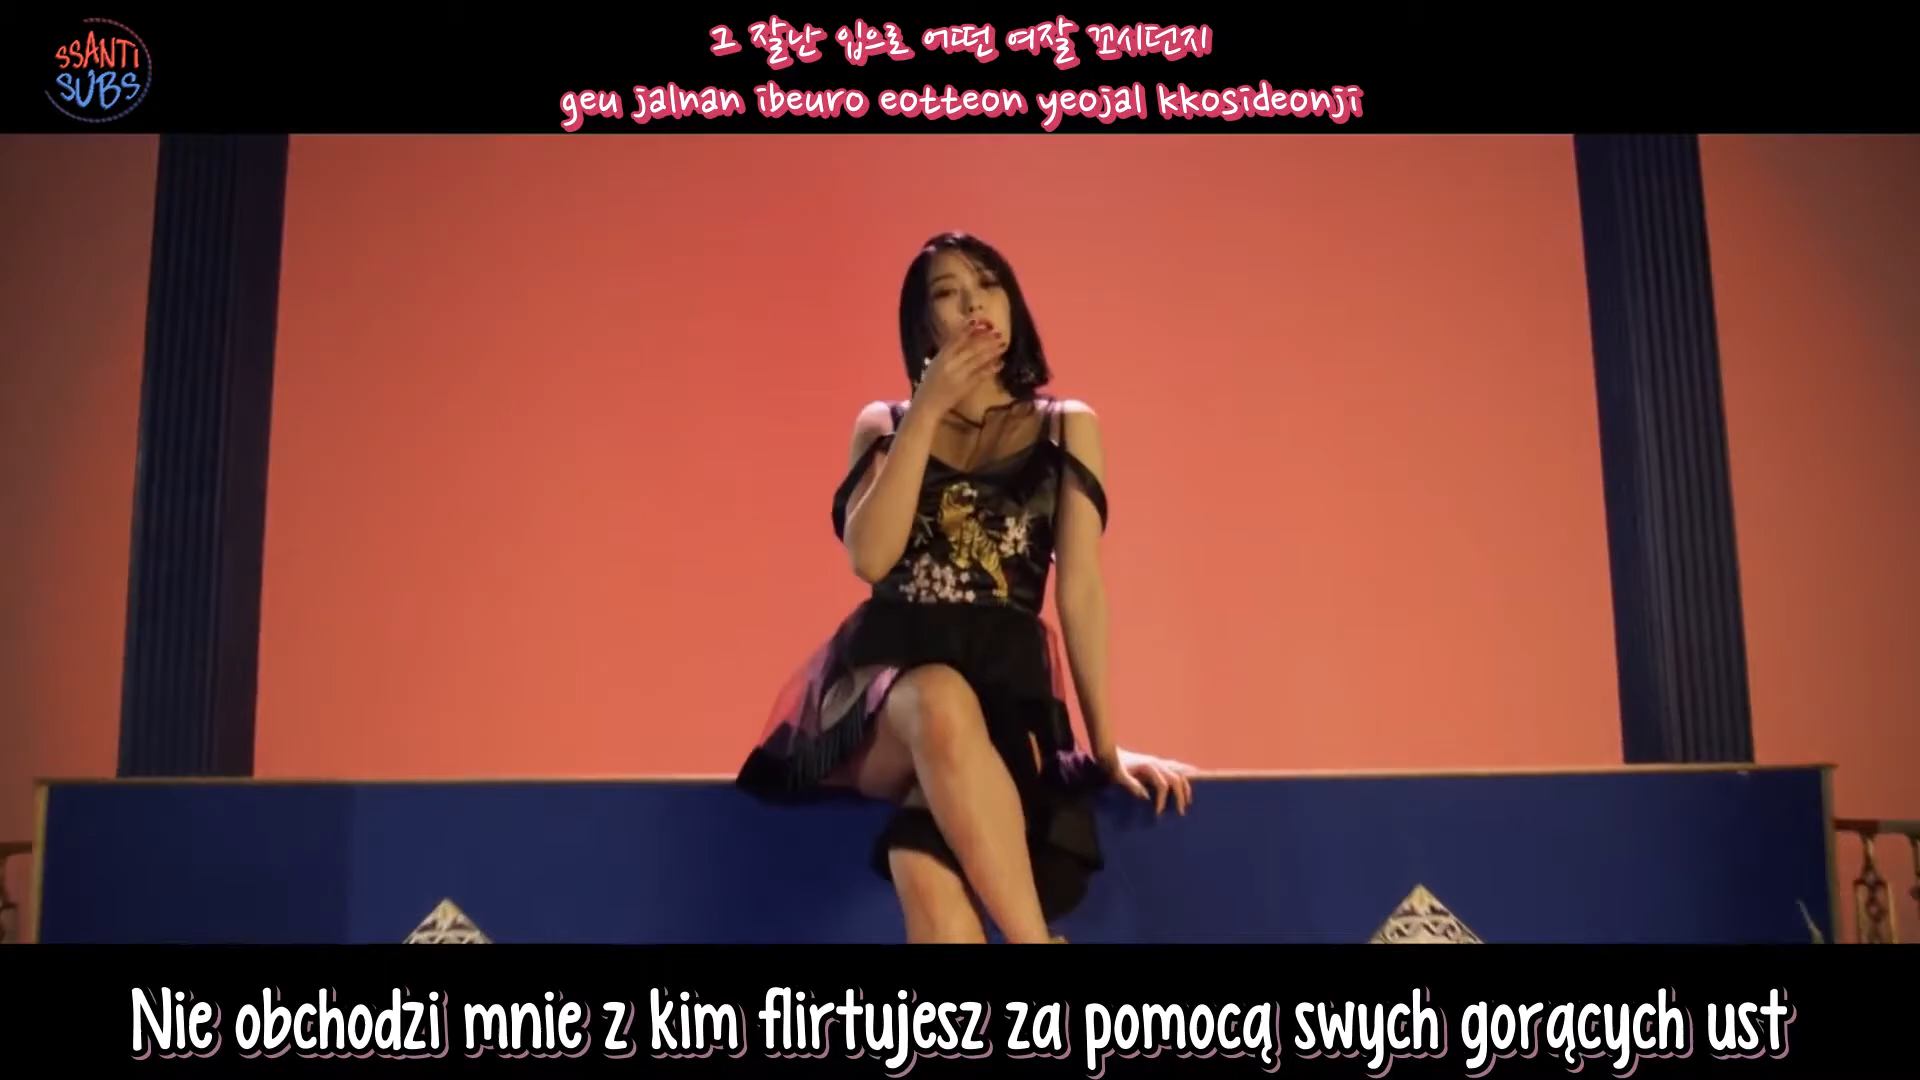 SSANTI
SUBS
그 잘난 입으로 어떤 여잘 꼬시던지
geu jalnan ibeuro eotteon yeojal kkosideonji
Nie obchodzi mnie z kim flirtujesz za pomocą swych gorących ust